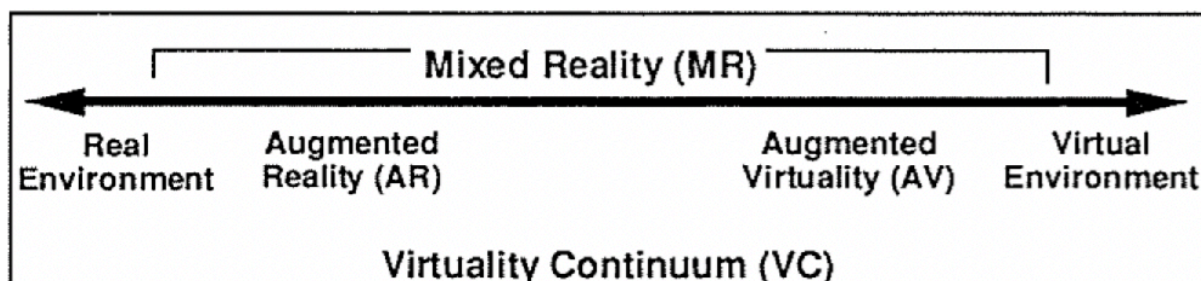 Mixed Reality (MR)
Real
Environment
Augmented
Reality (AR)
Augmented
Virtuality (AV)
Virtual
Environment
Virtuality Continuum (VC)